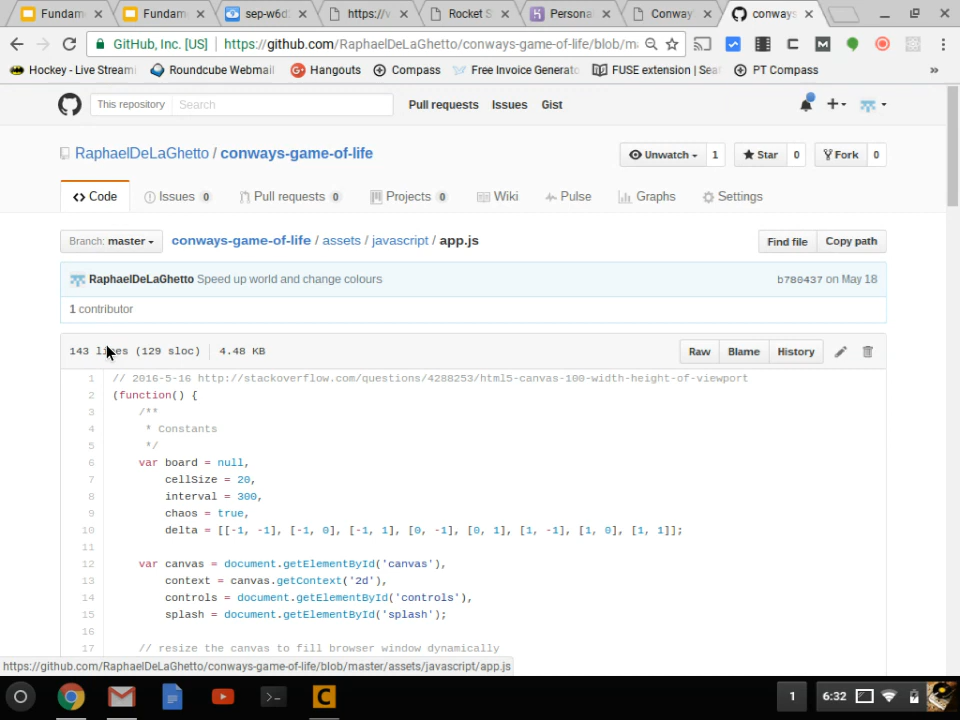 Fundam
Fundam
sep-w6d
https://v
Rocket S
Persona
Conway
conways
GitHub, Inc. [US]
https://github.com/RaphaelDeLaGhetto/conways-game-of-life/blob/ma
Hockey - Live Streami
Roundcube Webmail
Hangouts
Compass
Free Invoice Generato
FUSE extension | Seat
PT Compass
»
This repository
Search
Pull requests
Issues
Gist
RaphaelDeLaGhetto / conways-game-of-life
Unwatch 1
Star 0
Fork 0
Code
Issues 0
Pull requests 0
Projects 0
Wiki
Pulse
Graphs
Settings
Branch: master
conways-game-of-life / assets / javascript / app.js
Find file
Copy path
RaphaelDeLaGhetto Speed up world and change colours
b780437 on May 18
1 contributor
143 lines (129 sloc)
4.48 KB
Raw
Blame
History
1 // 2016-5-16 http://stackoverflow.com/questions/4288253/html5-canvas-100-width-height-of-viewport
2 (function() {
3 /**
4 * Constants
5 */
6 var board = null,
7 cellSize = 20,
8 interval = 300,
9 chaos = true,
10 delta = [[-1, -1], [-1, 0], [-1, 1], [0, -1], [0, 1], [1, -1], [1, 0], [1, 1]];
11
12 var canvas = document.getElementById('canvas'),
13 context = canvas.getContext('2d'),
14 controls = document.getElementById('controls'),
15 splash = document.getElementById('splash');
16
17 // resize the canvas to fill browser window dynamically
https://github.com/RaphaelDeLaGhetto/conways-game-of-life/blob/master/assets/javascript/app.js
1
6:32